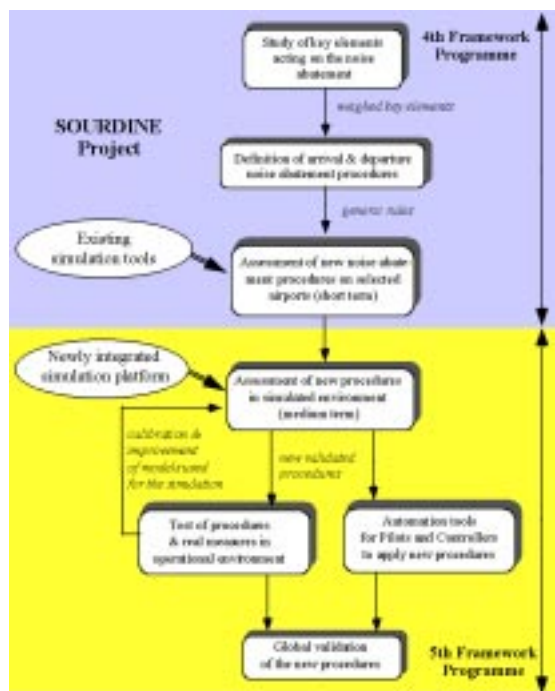 4th Framework
Programme
Study of key elements
acting on the noise
abatement
weighed key elements
SOURDINE
Project
Definition of arrival & departure
noise abatement procedures
generic rules
Existing
simulation tools
Assessment of new noise abate
ment procedures on selected
airports (short term)
Newly integrated
simulation platform
Assessment of new procedures
in simulated environment
(medium term)
calibration &
improvement
of model used
for the simulation
new validated
procedures
Test of procedures
& real measures in
operational environment
Automation tools
for Pilots and Controllers
to apply new procedures
Global validation
of the new procedures
5th Framework
Programme